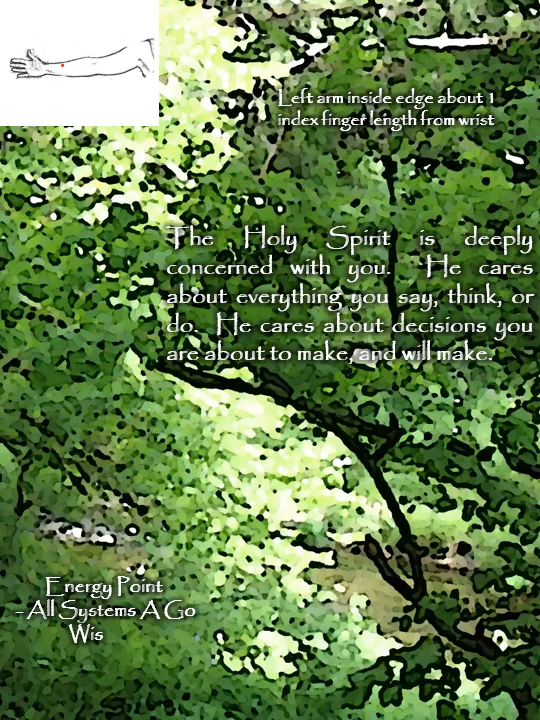 Left arm inside edge about 1
index finger length from wrist
The Holy Spirit is deeply
concerned with you. He cares
about everything you say, think, or
do. He cares about decisions you
are about to make, and will make.
Energy Point
- All Systems A Go
Wis